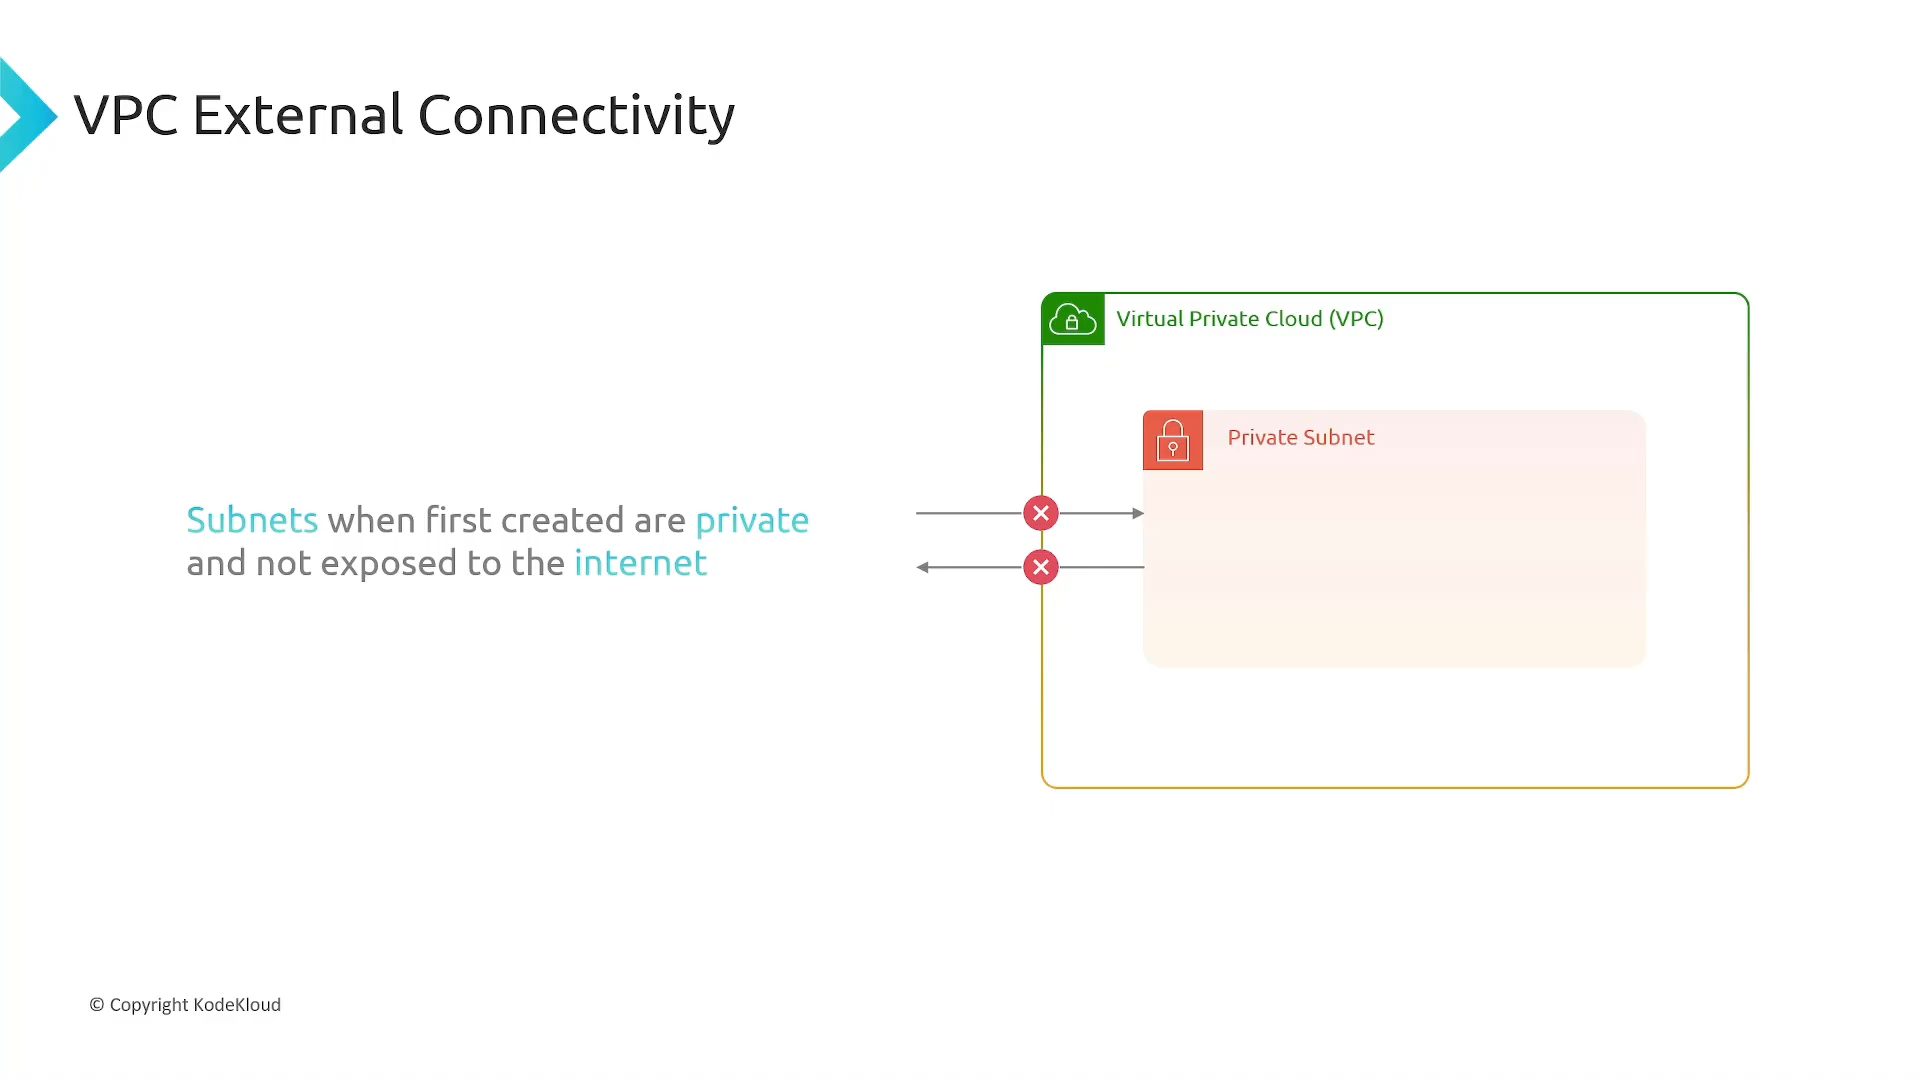 VPC External Connectivity
Virtual Private Cloud (VPC)
Private Subnet
Subnets when first created are private
and not exposed to the internet
© Copyright KodeKloud